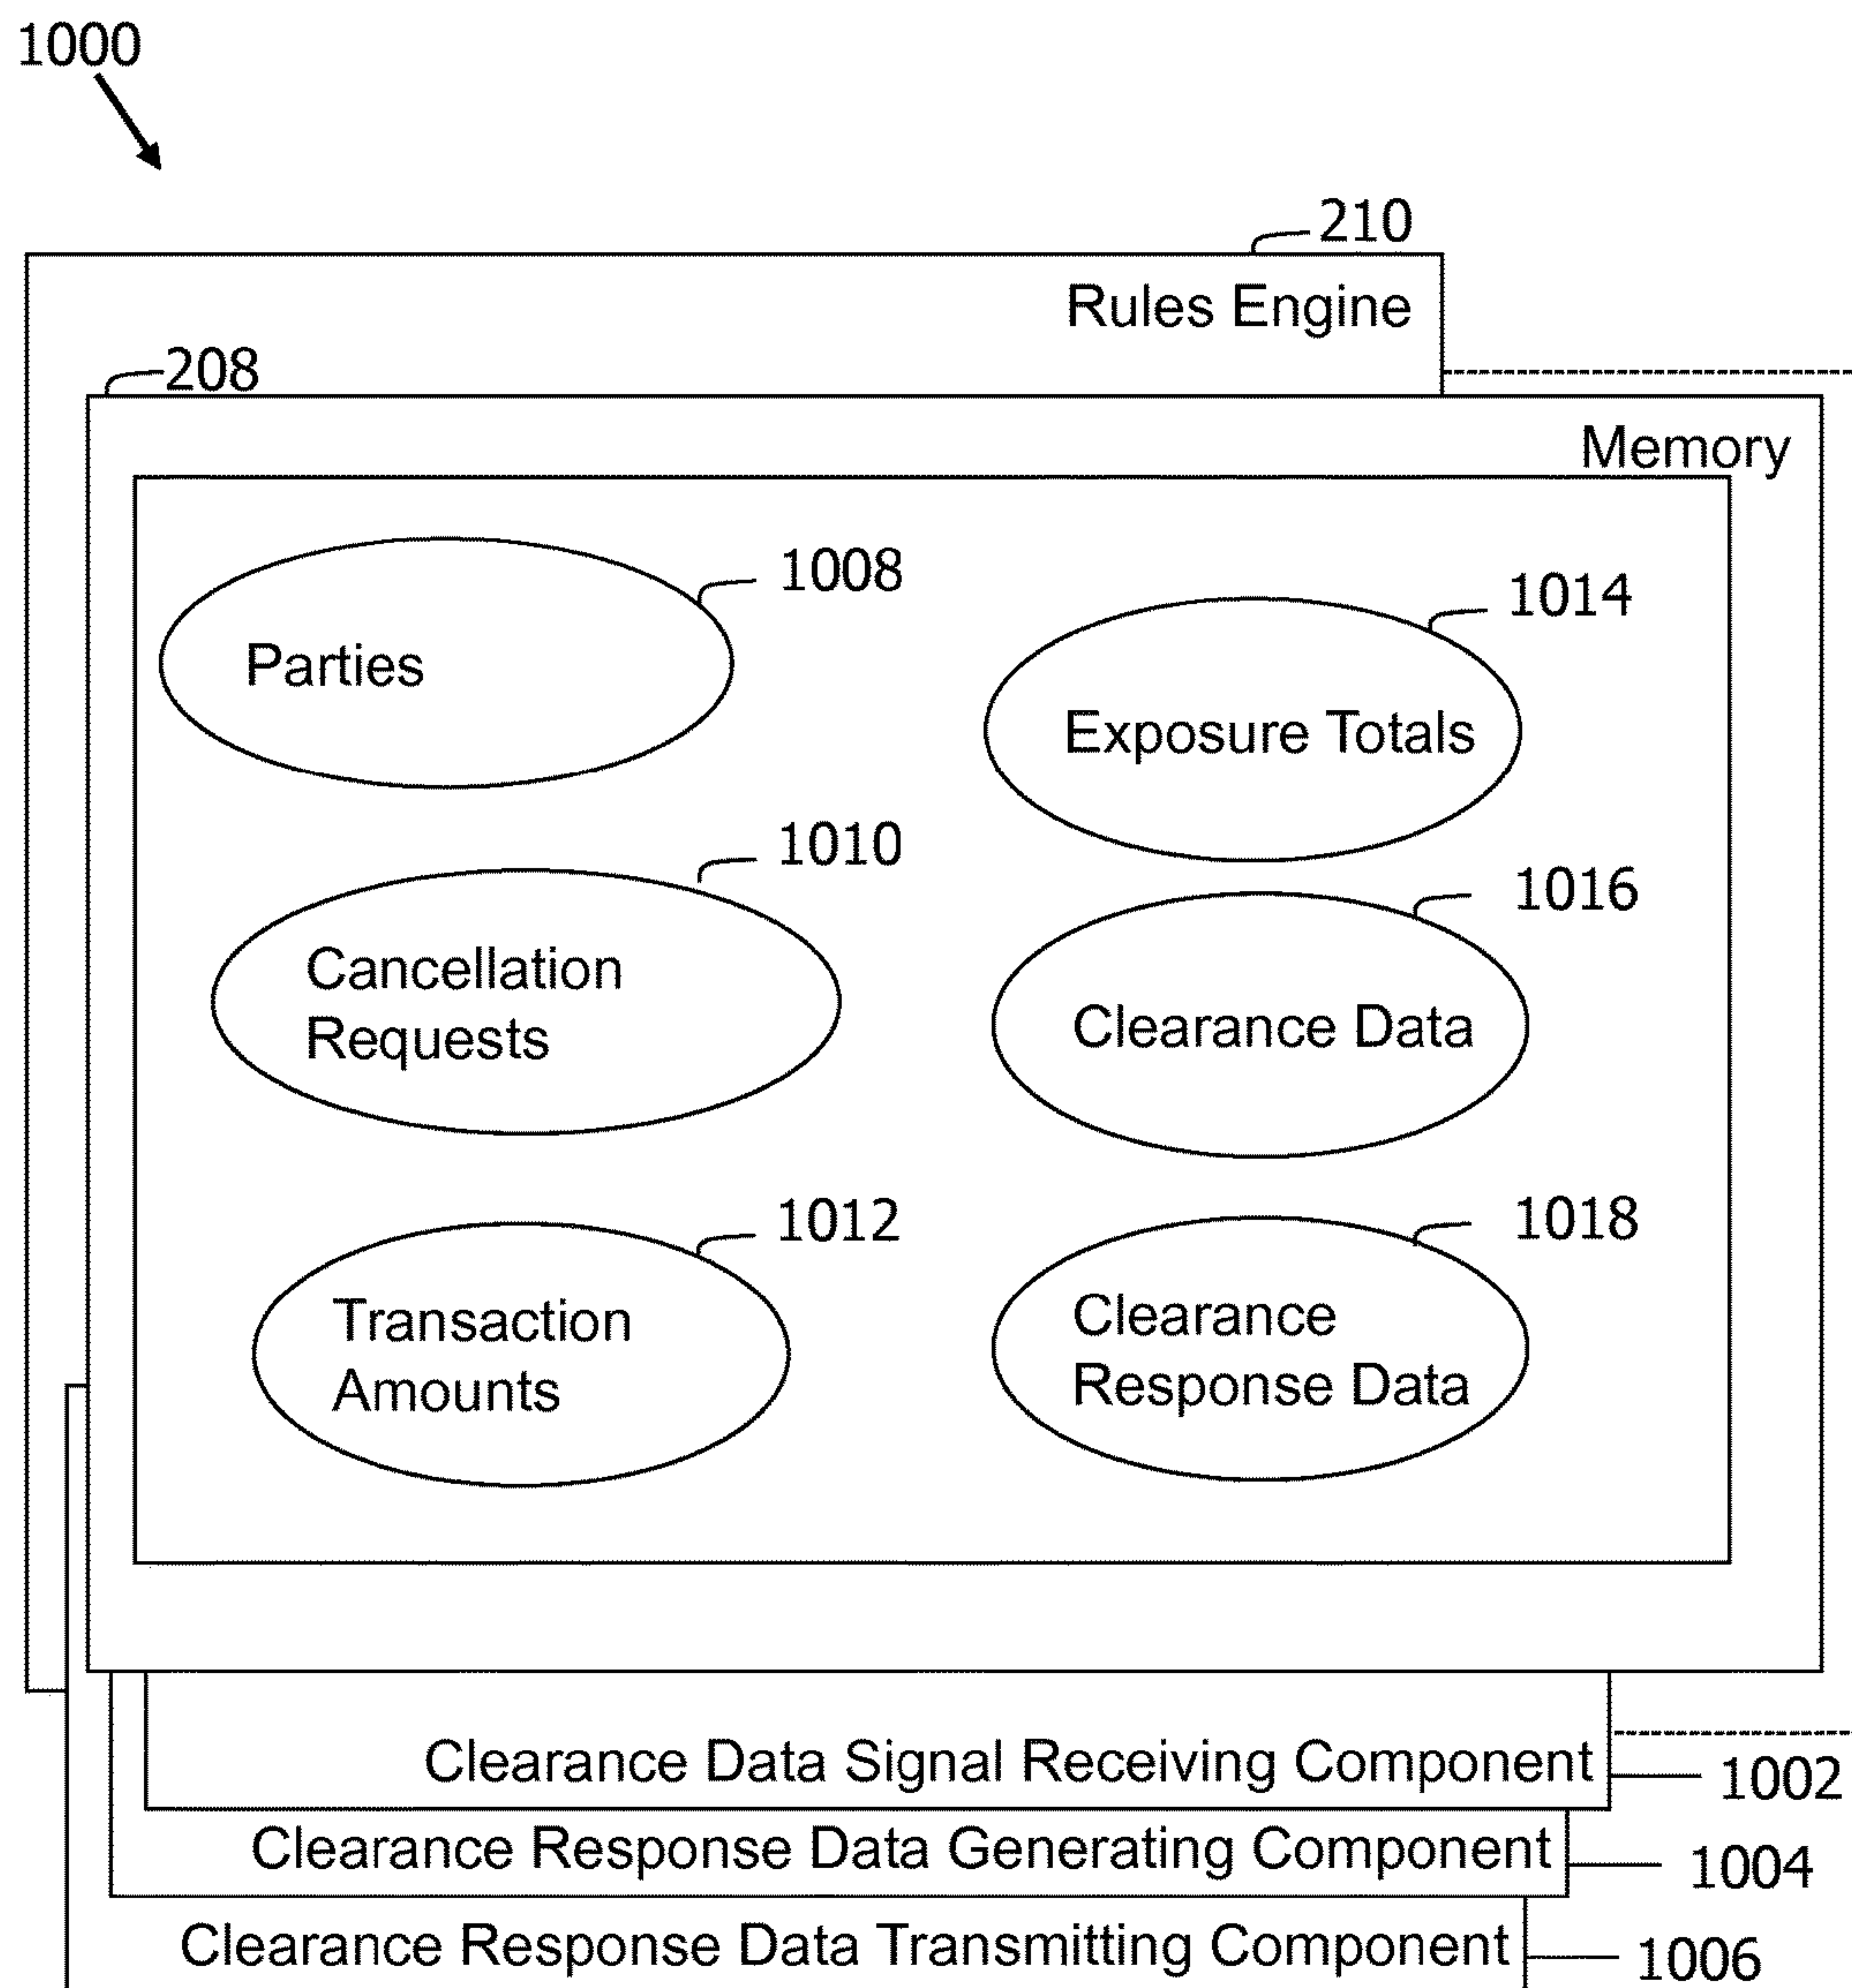 1000
210
Rules Engine
208
Memory
1008
Parties
1014
Exposure Totals
1010
Cancellation
Requests
1016
Clearance Data
1012
Transaction
Amounts
1018
Clearance
Response Data
Clearance Data Signal Receiving Component
1002
Clearance Response Data Generating Component
1004
Clearance Response Data Transmitting Component
1006